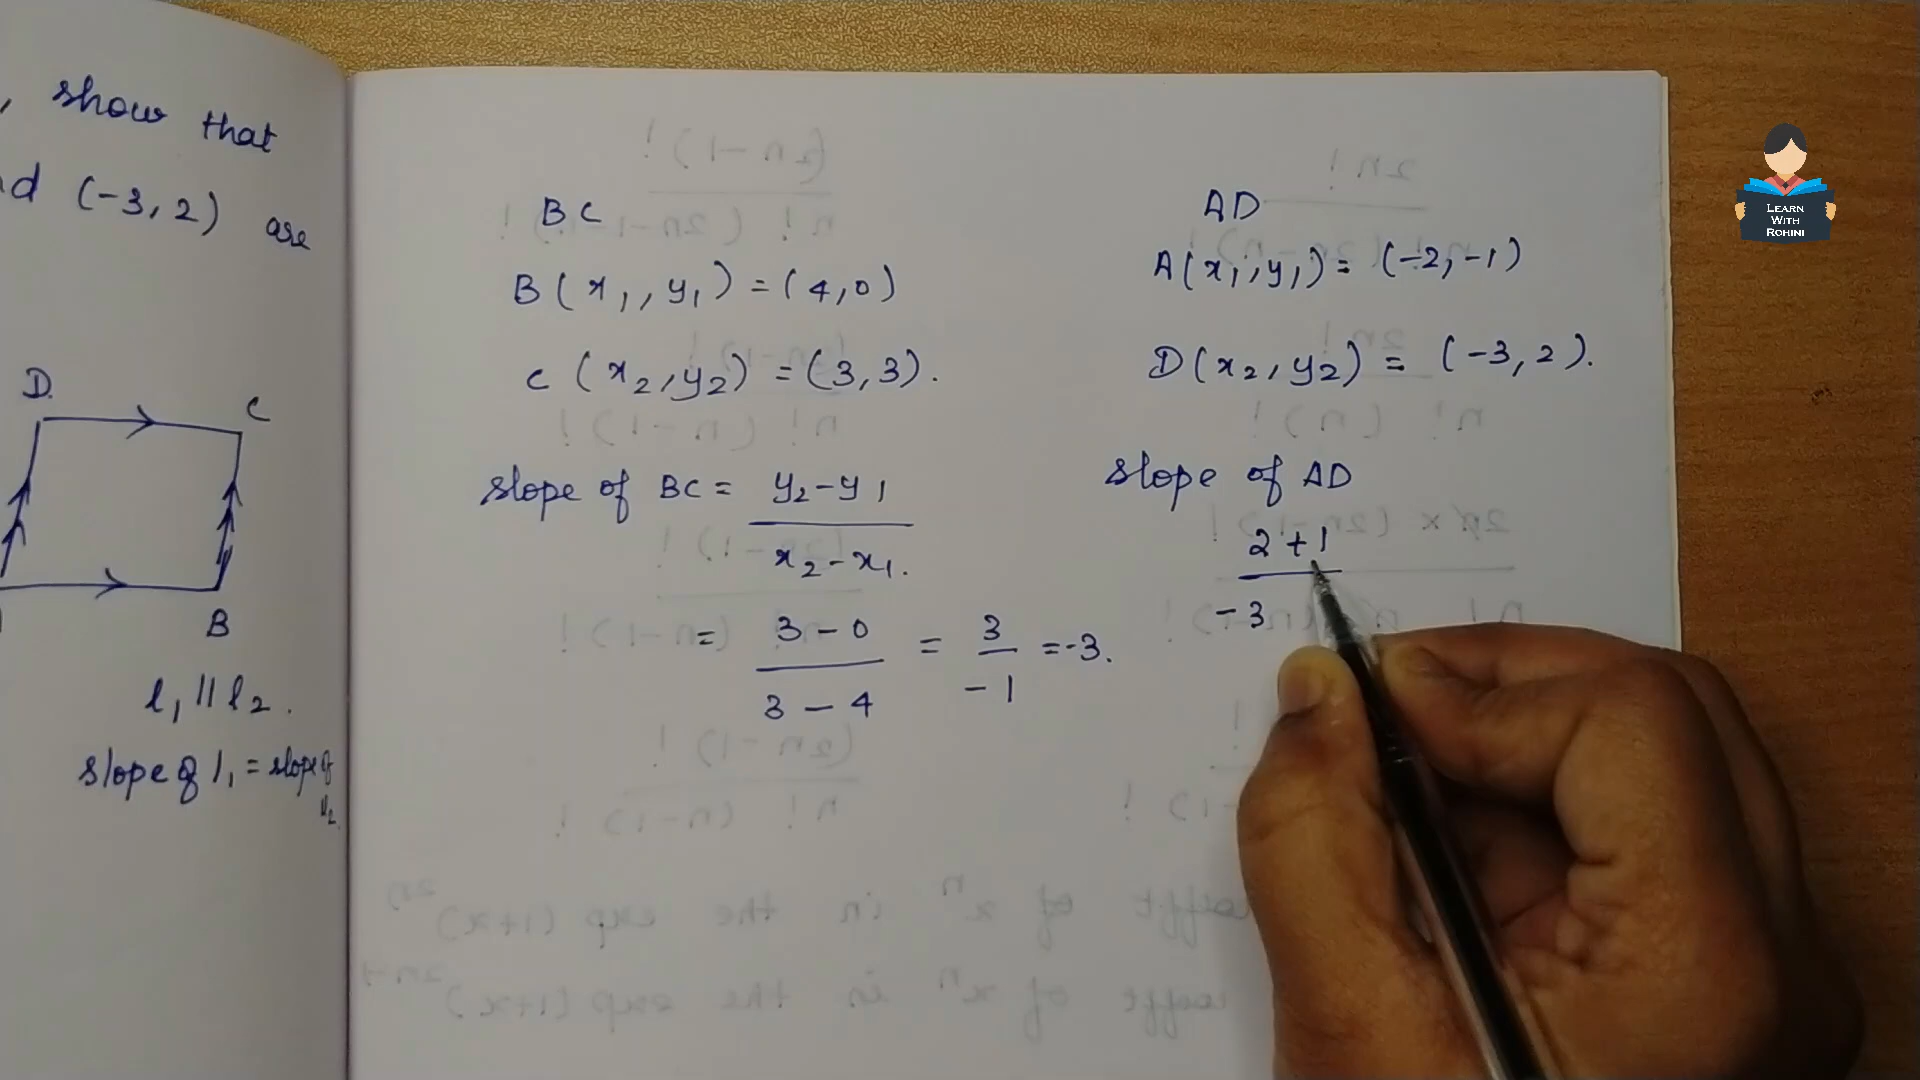 , show that
nd (-3, 2) are
D.
C
B
l1 || l2.
slope of l1 = slope of
l2.
BC
B(x1, y1) = (4, 0)
C (x2, y2) = (3, 3).
slope of BC = y2 - y1
x2 - x1.
= 3 - 0 = 3 = -3.
3 - 4 -1
AD
A(x1, y1) = (-2, -1)
D(x2, y2) = (-3, 2).
slope of AD
2 + 1
-3
LEARN
WITH
ROHINI